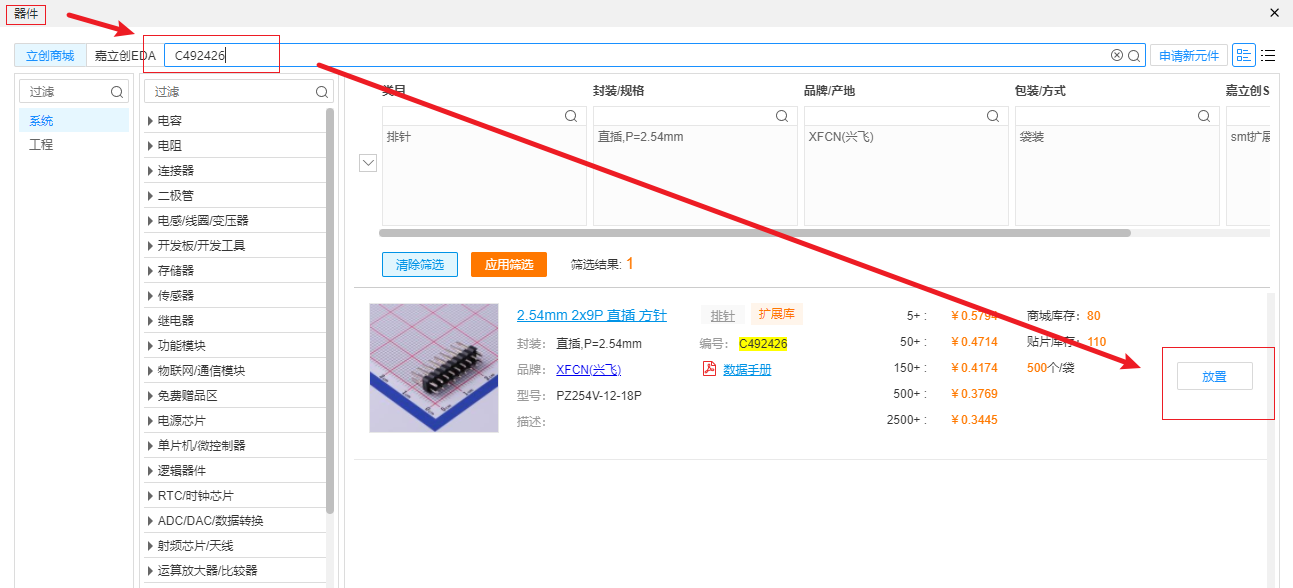 器件
立创商城 嘉立创EDA C492426 申请新元件
过滤
系统
工程
过滤
电容
电阻
连接器
二极管
电感/线圈/变压器
开发板/开发工具
存储器
传感器
继电器
功能模块
物联网/通信模块
免费赠品区
电源芯片
单片机/微控制器
逻辑器件
RTC/时钟芯片
ADC/DAC/数据转换
射频芯片/天线
运算放大器/比较器
类目 封装/规格 品牌/产地 包装/方式 嘉立创S
排针 直插,P=2.54mm XFCN(兴飞) 袋装 smt扩展
清除筛选 应用筛选 筛选结果: 1
2.54mm 2x9P 直插 方针 排针 扩展库
封装: 直插,P=2.54mm 编号: C492426
品牌: XFCN(兴飞) 数据手册
型号: PZ254V-12-18P
描述:
5+ : ￥0.5794
50+ : ￥0.4714
150+ : ￥0.4174
500+ : ￥0.3769
2500+ : ￥0.3445
商城库存: 80
贴片库存: 110
500个/袋
放置